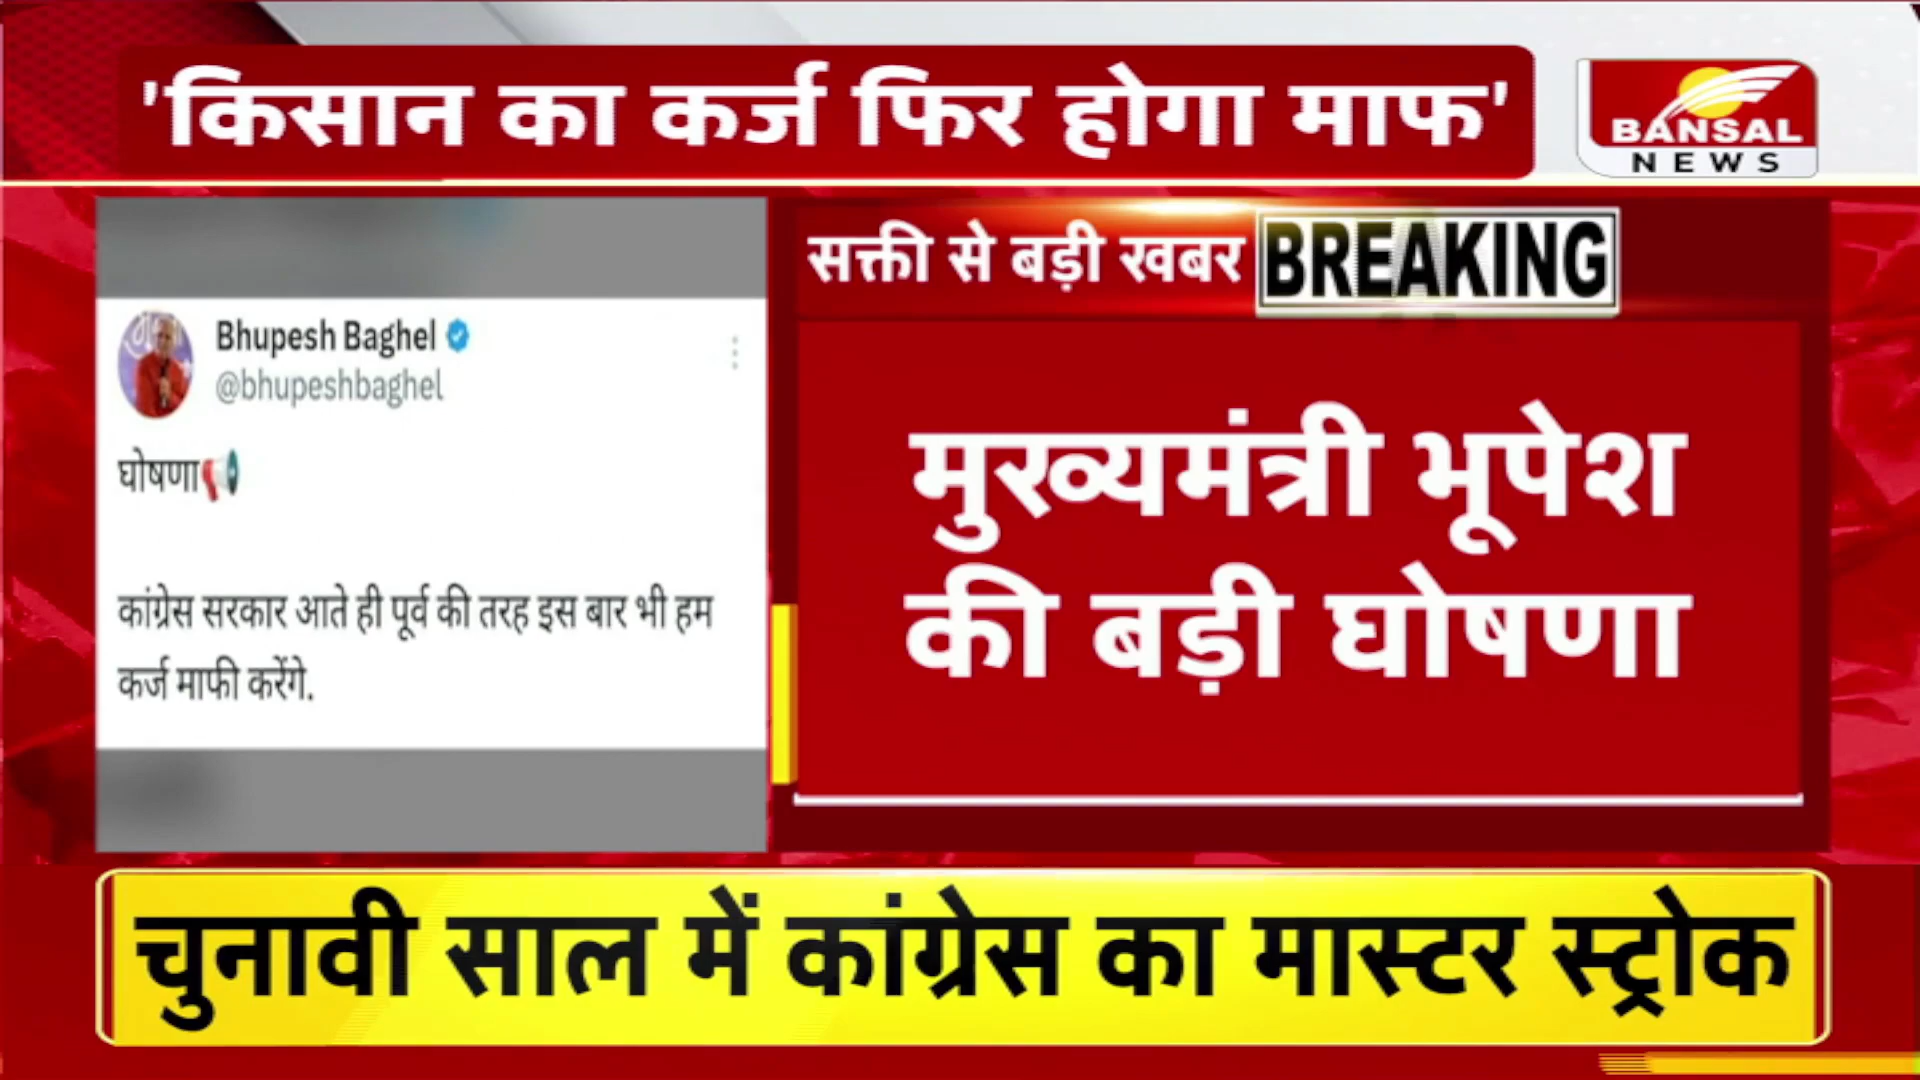 'किसान का कर्ज फिर होगा माफ'
BANSAL
NEWS
सक्ती से बड़ी खबर BREAKING
Bhupesh Baghel
@bhupeshbaghel
घोषणा📢
कांग्रेस सरकार आते ही पूर्व की तरह इस बार भी हम
कर्ज माफी करेंगे.
मुख्यमंत्री भूपेश
की बड़ी घोषणा
चुनावी साल में कांग्रेस का मास्टर स्ट्रोक